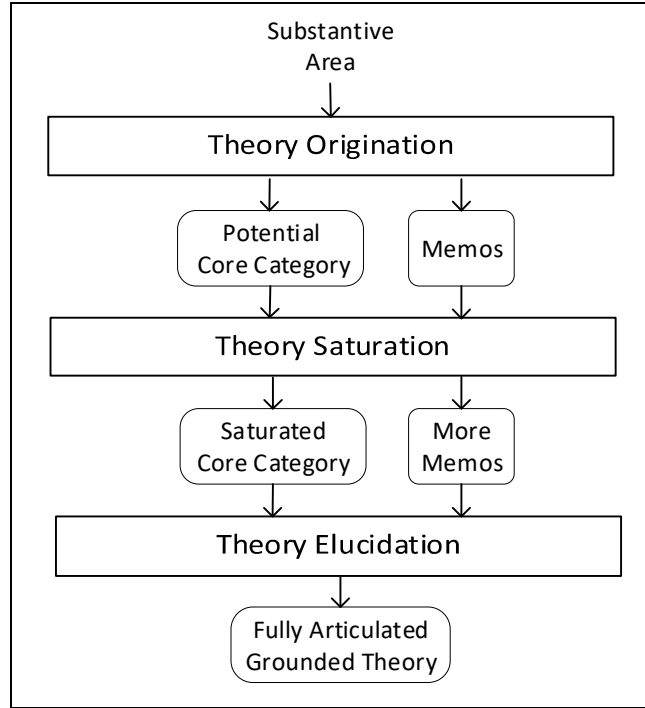 Substantive
Area
Theory Origination
Potential
Core Category
Memos
Theory Saturation
Saturated
Core Category
More
Memos
Theory Elucidation
Fully Articulated
Grounded Theory